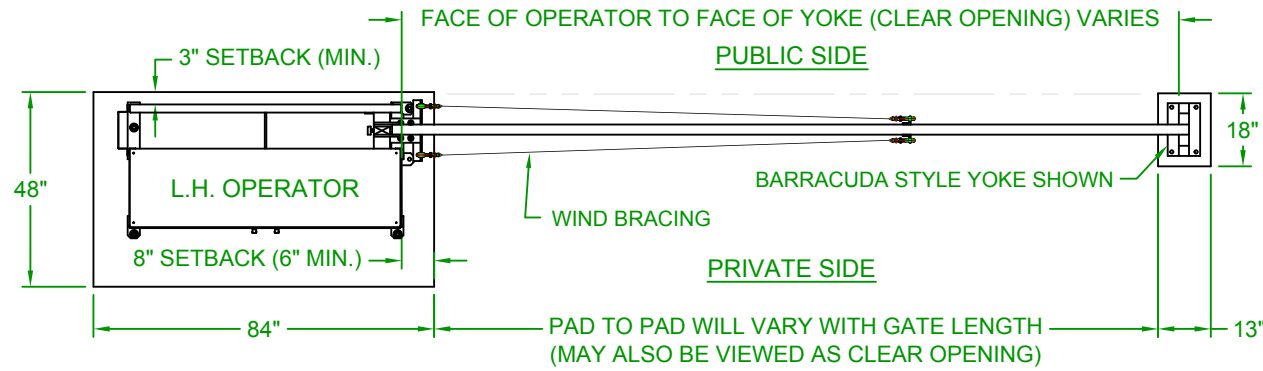 FACE OF OPERATOR TO FACE OF YOKE (CLEAR OPENING) VARIES
3" SETBACK (MIN.)
PUBLIC SIDE
18"
48"
L.H. OPERATOR
BARRACUDA STYLE YOKE SHOWN
WIND BRACING
8" SETBACK (6" MIN.)
PRIVATE SIDE
84"
PAD TO PAD WILL VARY WITH GATE LENGTH
13"
(MAY ALSO BE VIEWED AS CLEAR OPENING)